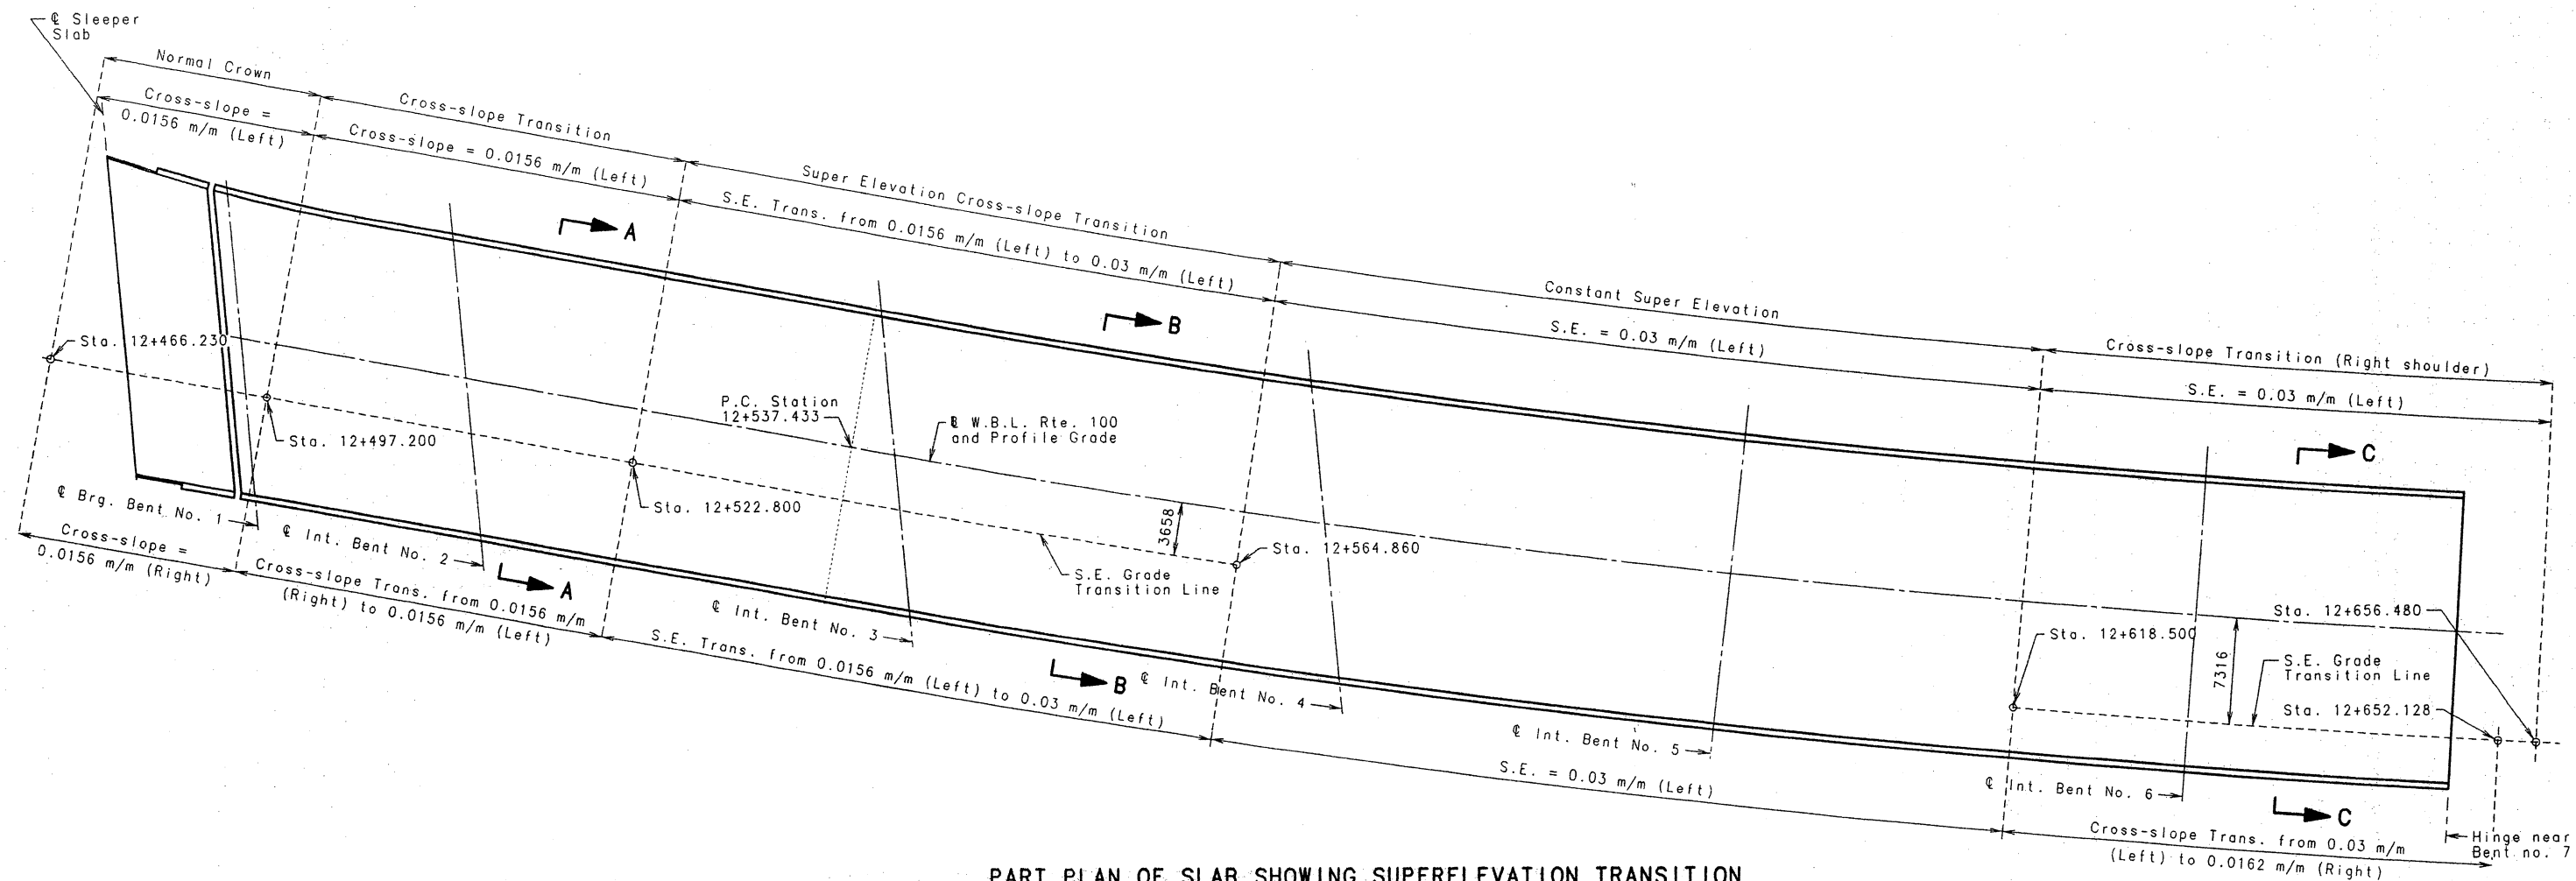 ℄ Sleeper
Slab
Normal Crown
Cross-slope =
0.0156 m/m (Left)
Cross-slope Transition
Cross-slope = 0.0156 m/m (Left)
Super Elevation Cross-slope Transition
S.E. Trans. from 0.0156 m/m (Left) to 0.03 m/m (Left)
Constant Super Elevation
S.E. = 0.03 m/m (Left)
Cross-slope Transition (Right shoulder)
S.E. = 0.03 m/m (Left)
A
B
C
Sta. 12+466.230
Sta. 12+497.200
P.C. Station
12+537.433
℄ W.B.L. Rte. 100
and Profile Grade
Sta. 12+522.800
3658
Sta. 12+564.860
S.E. Grade
Transition Line
Sta. 12+656.480
Sta. 12+618.500
7316
S.E. Grade
Transition Line
Sta. 12+652.128
℄ Brg. Bent No. 1
℄ Int. Bent No. 2
℄ Int. Bent No. 3
℄ Int. Bent No. 4
℄ Int. Bent No. 5
℄ Int. Bent No. 6
A
B
C
Cross-slope =
0.0156 m/m (Right)
Cross-slope Trans. from 0.0156 m/m
(Right) to 0.0156 m/m (Left)
S.E. Trans. from 0.0156 m/m (Left) to 0.03 m/m (Left)
S.E. = 0.03 m/m (Left)
Cross-slope Trans. from 0.03 m/m
(Left) to 0.0162 m/m (Right)
Hinge near
Bent no. 7
PART PLAN OF SLAB SHOWING SUPERELEVATION TRANSITION